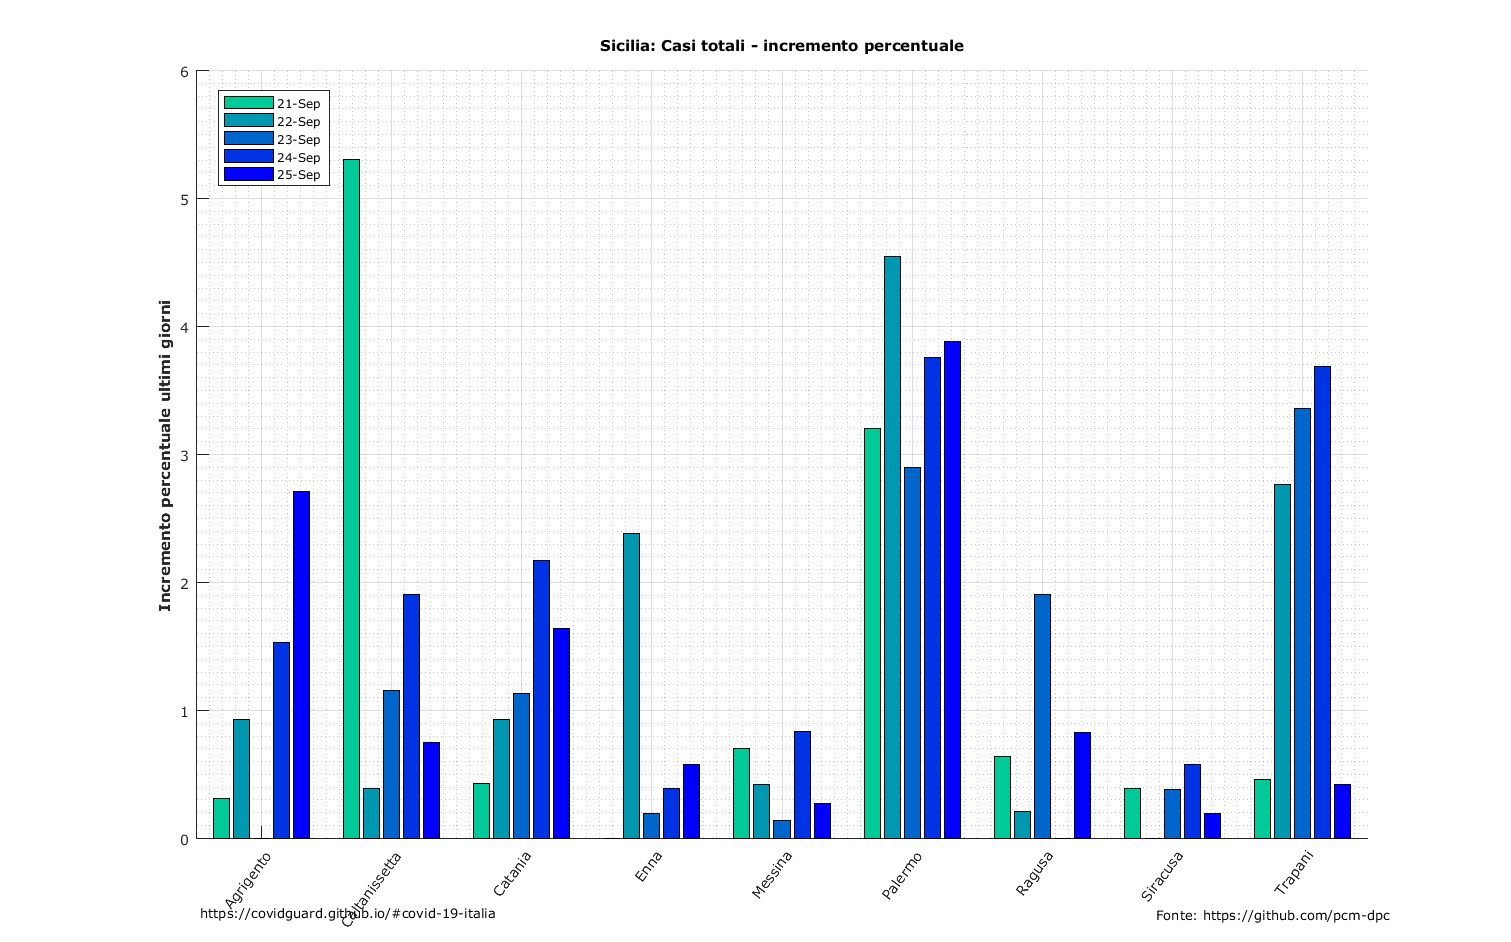 Sicilia: Casi totali - incremento percentuale
6
5
4
3
2
1
0
Incremento percentuale ultimi giorni
21-Sep
22-Sep
23-Sep
24-Sep
25-Sep
Agrigento
Caltanissetta
Catania
Enna
Messina
Palermo
Ragusa
Siracusa
Trapani
https://covidguard.github.io/#covid-19-italia
Fonte: https://github.com/pcm-dpc